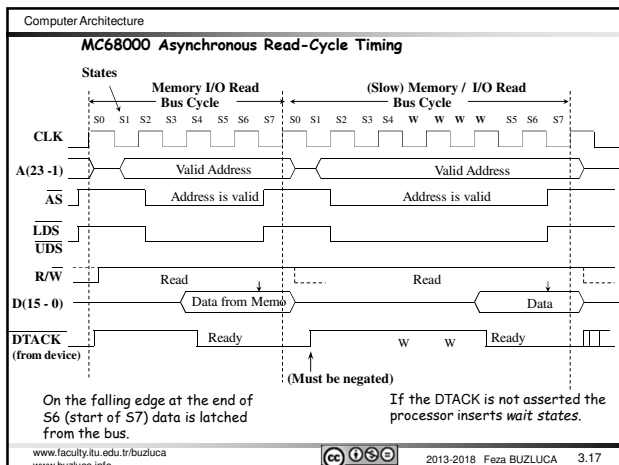 Computer Architecture
MC68000 Asynchronous Read-Cycle Timing
States
Memory I/O Read
Bus Cycle
(Slow) Memory / I/O Read
Bus Cycle
S0 S1 S2 S3 S4 S5 S6 S7 S0 S1 S2 S3 S4 W W W W S5 S6 S7
CLK
A(23 -1) Valid Address Valid Address
AS Address is valid Address is valid
LDS
UDS
R/W Read Read
D(15 - 0) Data from Memo Data
DTACK Ready W W Ready
(from device)
(Must be negated)
On the falling edge at the end of
S6 (start of S7) data is latched
from the bus.
If the DTACK is not asserted the
processor inserts wait states.
www.faculty.itu.edu.tr/buzluca
www.buzluca.info
cc
2013-2018 Feza BUZLUCA 3.17